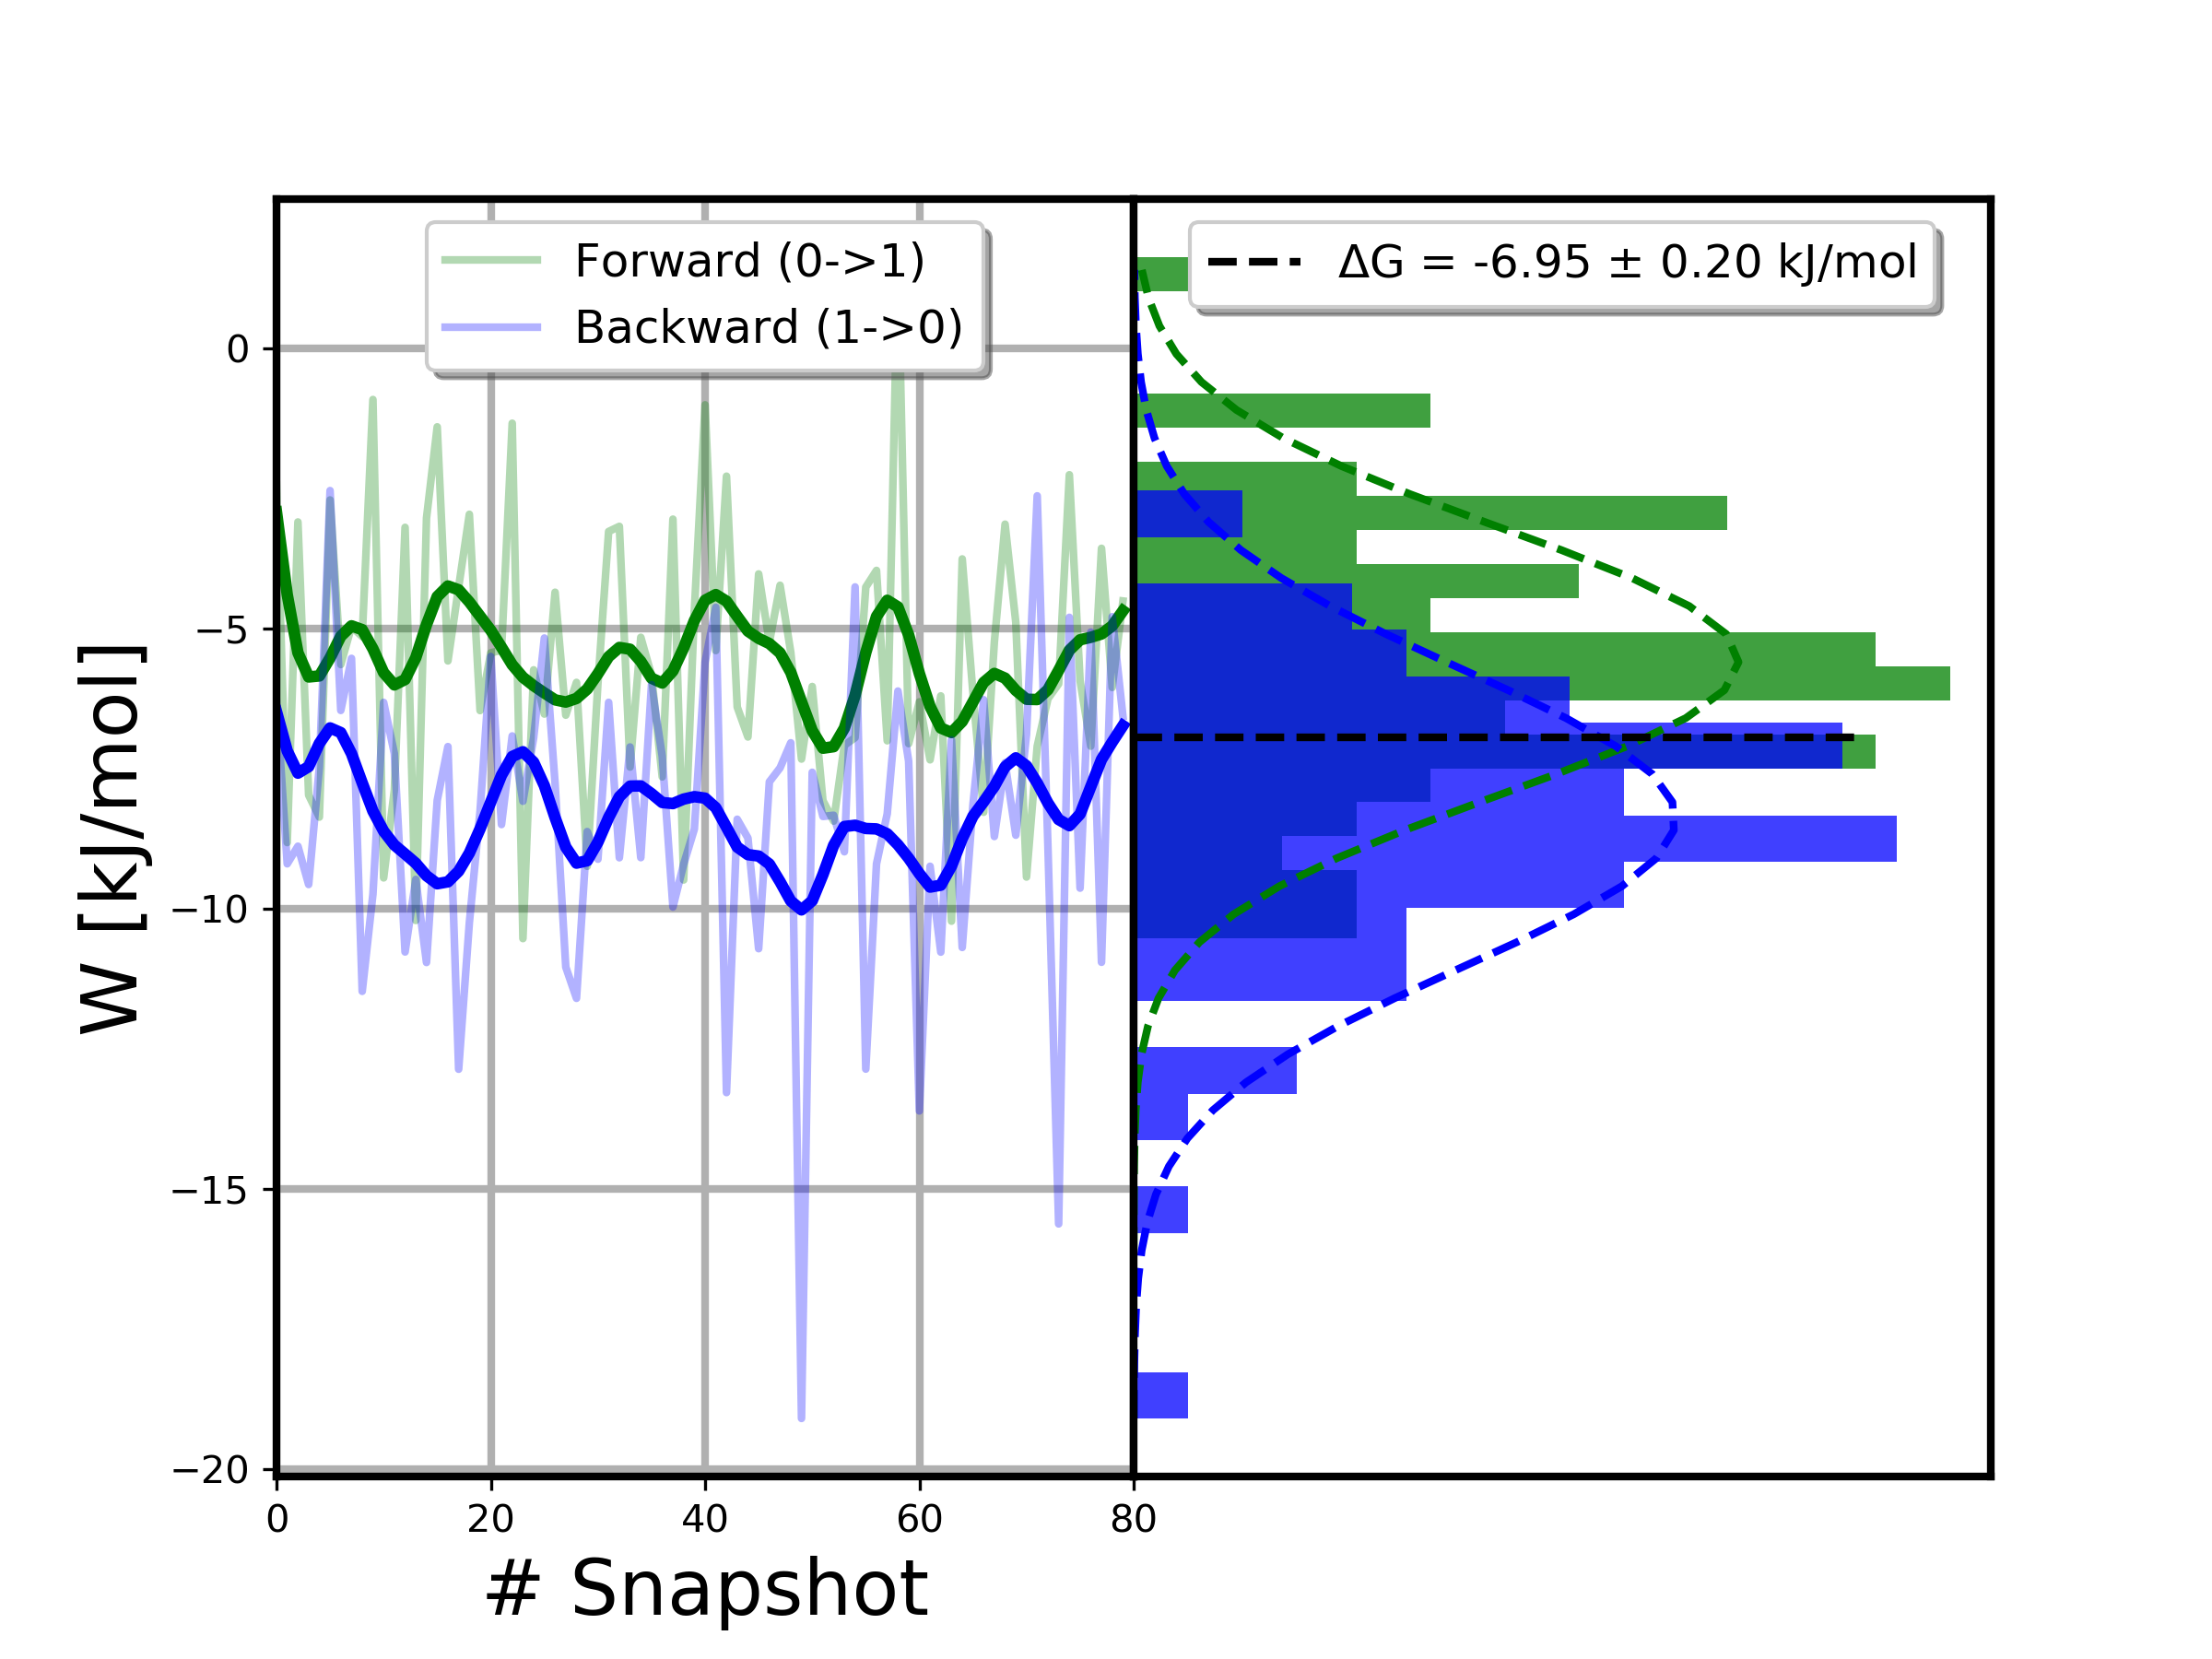 Forward (0->1)
Backward (1->0)
ΔG = -6.95 ± 0.20 kJ/mol
W [kJ/mol]
0
−5
−10
−15
−20
0 20 40 60 80
# Snapshot